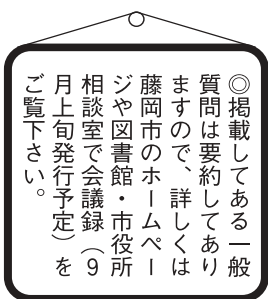 ◎掲載してある一般
質問は要約してあり
ますので、詳しくは
藤岡市のホームペー
ジや図書館・市役所
相談室で会議録（9
月上旬発行予定）を
ご覧下さい。